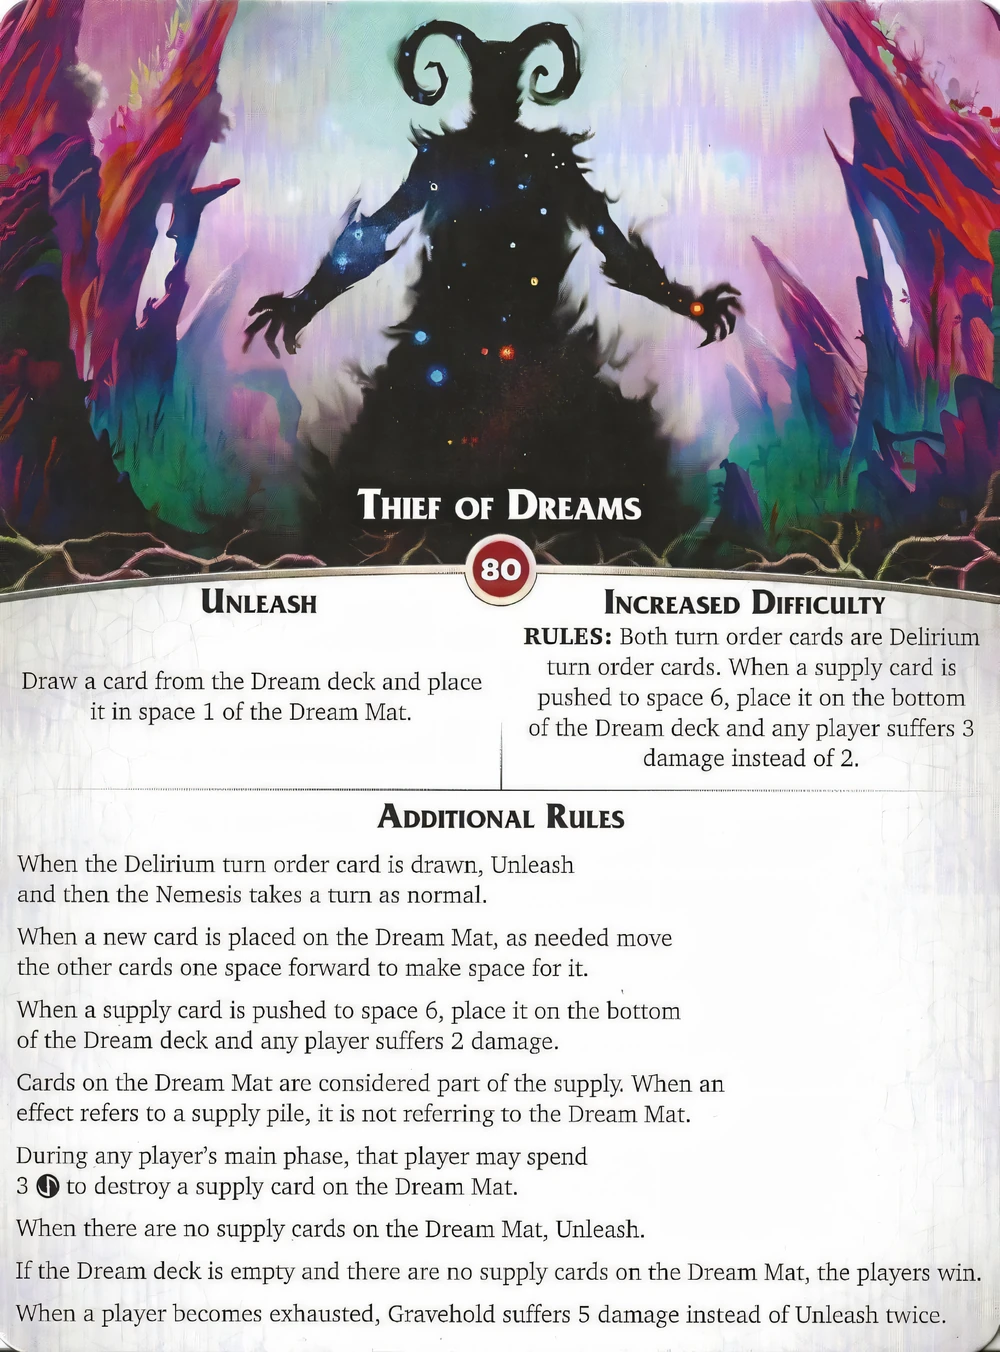 Thief of Dreams
80
Unleash
Draw a card from the Dream deck and place
it in space 1 of the Dream Mat.
Increased Difficulty
RULES: Both turn order cards are Delirium
turn order cards. When a supply card is
pushed to space 6, place it on the bottom
of the Dream deck and any player suffers 3
damage instead of 2.
Additional Rules
When the Delirium turn order card is drawn, Unleash
and then the Nemesis takes a turn as normal.
When a new card is placed on the Dream Mat, as needed move
the other cards one space forward to make space for it.
When a supply card is pushed to space 6, place it on the bottom
of the Dream deck and any player suffers 2 damage.
Cards on the Dream Mat are considered part of the supply. When an
effect refers to a supply pile, it is not referring to the Dream Mat.
During any player's main phase, that player may spend
3 to destroy a supply card on the Dream Mat.
When there are no supply cards on the Dream Mat, Unleash.
If the Dream deck is empty and there are no supply cards on the Dream Mat, the players win.
When a player becomes exhausted, Gravehold suffers 5 damage instead of Unleash twice.